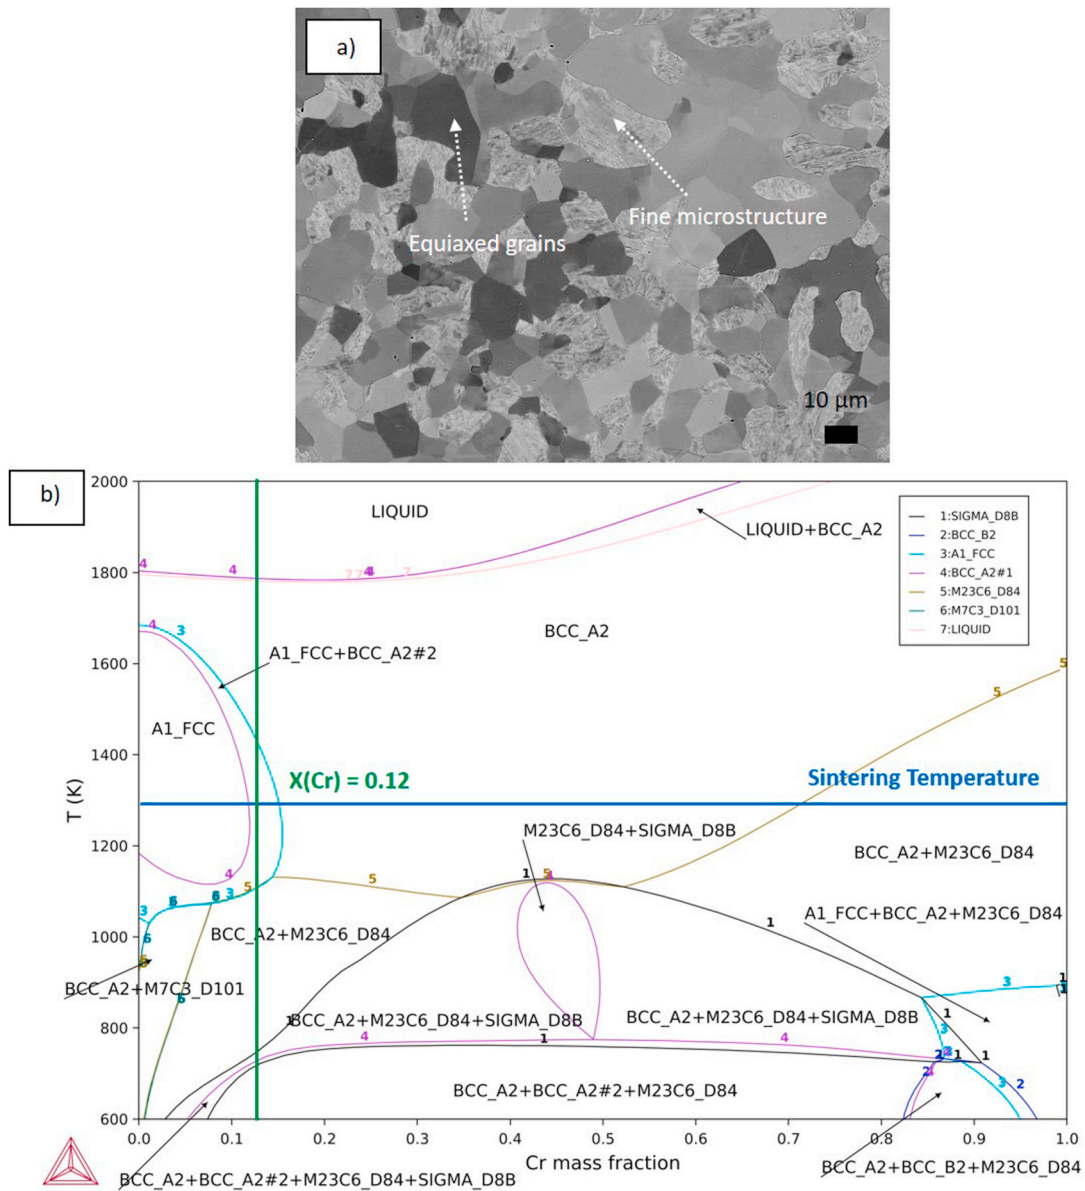 a)
Equiaxed grains
Fine microstructure
10 µm
b)
2000
1800
1600
1400
1200
1000
800
600
T (K)
0.0 0.1 0.2 0.3 0.4 0.5 0.6 0.7 0.8 0.9 1.0
Cr mass fraction
LIQUID
LIQUID+BCC_A2
1:SIGMA_D8B
2:BCC_B2
3:A1_FCC
4:BCC_A2#1
5:M23C6_D84
6:M7C3_D101
7:LIQUID
BCC_A2
A1_FCC+BCC_A2#2
A1_FCC
X(Cr) = 0.12
Sintering Temperature
M23C6_D84+SIGMA_D8B
BCC_A2+M23C6_D84
A1_FCC+BCC_A2+M23C6_D84
BCC_A2+M23C6_D84
BCC_A2+M7C3_D101
BCC_A2+M23C6_D84+SIGMA_D8B
BCC_A2+M23C6_D84+SIGMA_D8B
BCC_A2+BCC_A2#2+M23C6_D84
BCC_A2+BCC_A2#2+M23C6_D84+SIGMA_D8B
BCC_A2+BCC_B2+M23C6_D84